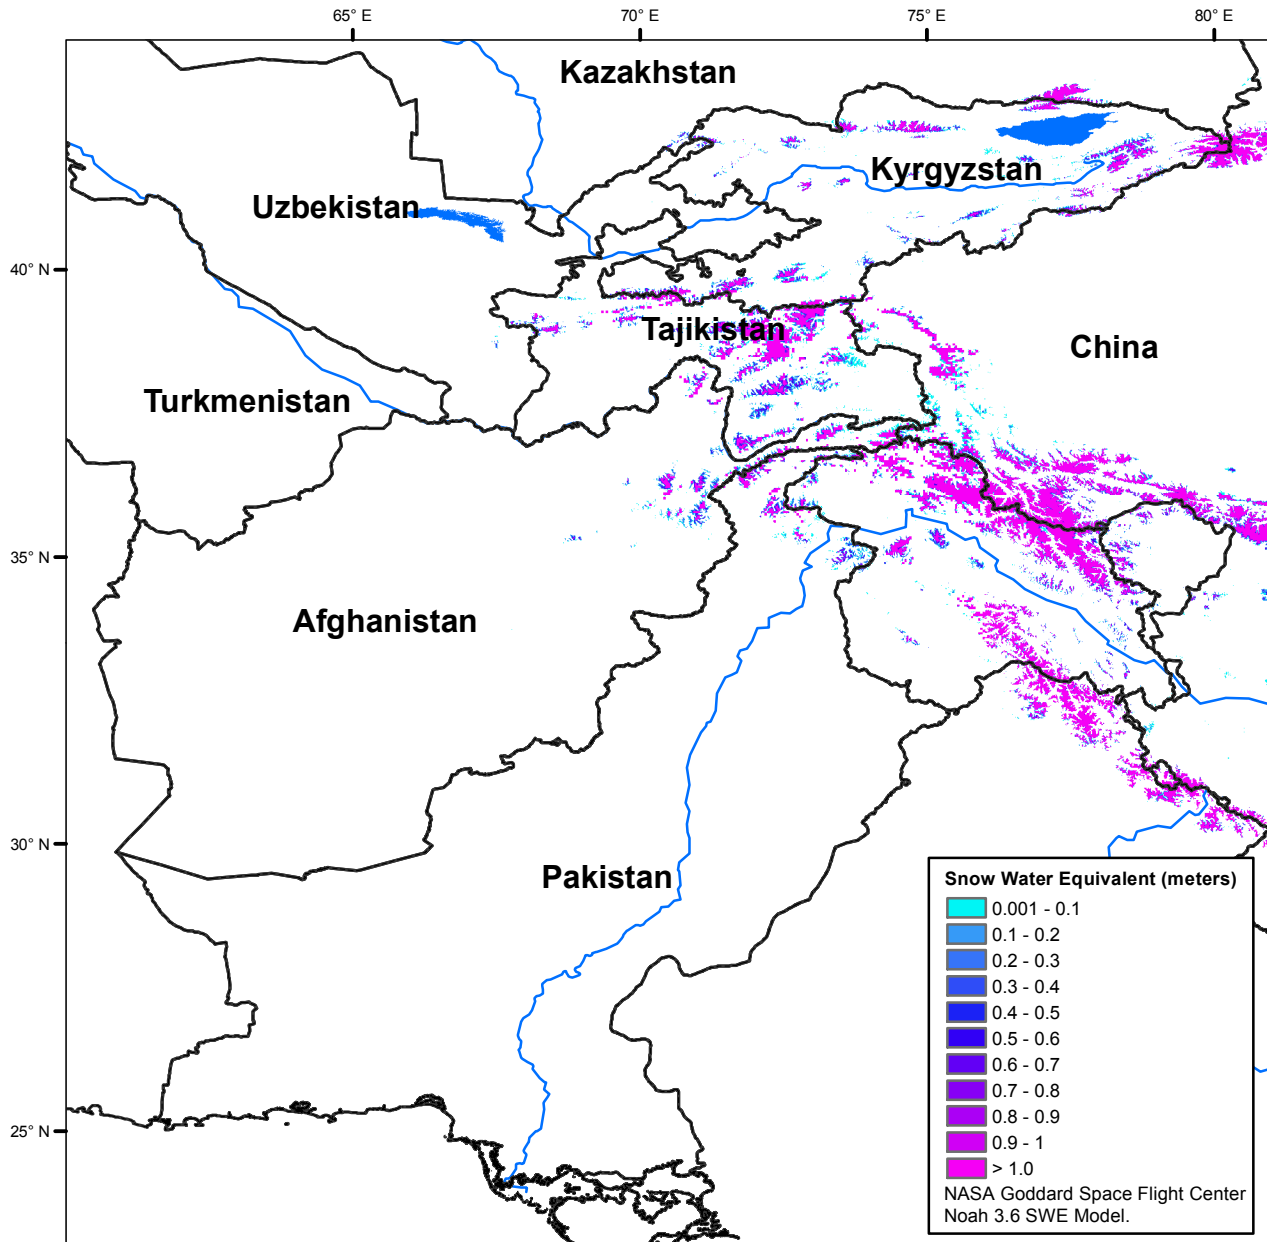 65° E
70° E
75° E
80° E
Kazakhstan
Kyrgyzstan
Uzbekistan
40° N
Tajikistan
China
Turkmenistan
35° N
Afghanistan
30° N
Pakistan
25° N
Snow Water Equivalent (meters)
0.001 - 0.1
0.1 - 0.2
0.2 - 0.3
0.3 - 0.4
0.4 - 0.5
0.5 - 0.6
0.6 - 0.7
0.7 - 0.8
0.8 - 0.9
0.9 - 1
> 1.0
NASA Goddard Space Flight Center
Noah 3.6 SWE Model.